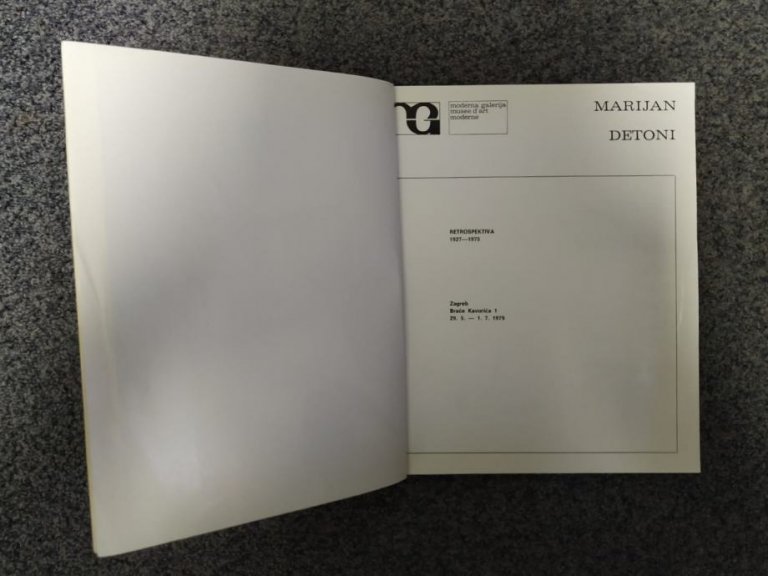 mG
moderna galerija
musee d'art
moderne
MARIJAN
DETONI
RETROSPEKTIVA
1927—1973
Zagreb
Braće Kavurića 1
29. 5. — 1. 7. 1979